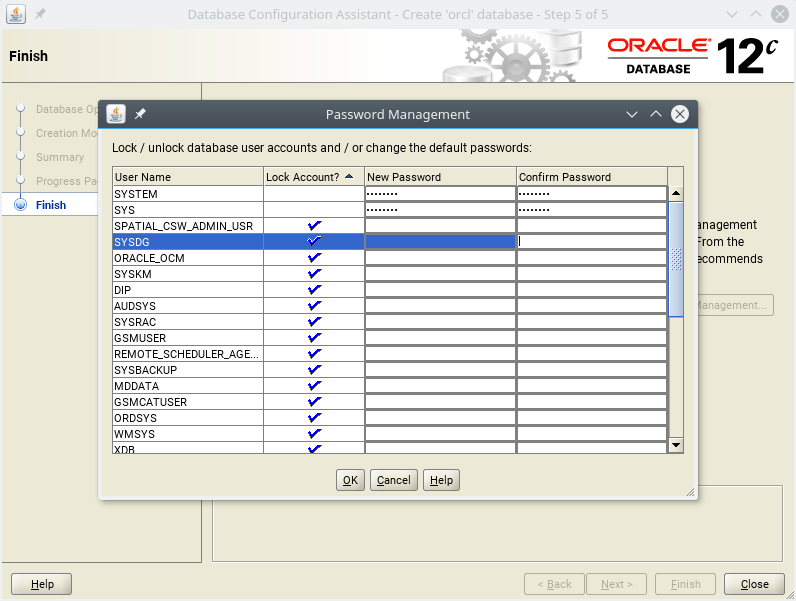 Database Configuration Assistant - Create 'orcl' database - Step 5 of 5
Finish
ORACLE®
DATABASE
12c
Database Op
Creation Mo
Summary
Progress Pa
Finish
Password Management
Lock / unlock database user accounts and / or change the default passwords:
User Name Lock Account? New Password Confirm Password
SYSTEM •••••••• ••••••••
SYS •••••••• ••••••••
SPATIAL_CSW_ADMIN_USR
SYSDG
ORACLE_OCM
SYSKM
DIP
AUDSYS
SYSRAC
GSMUSER
REMOTE_SCHEDULER_AGE...
SYSBACKUP
MDDATA
GSMCATUSER
ORDSYS
WMSYS
XDB
OK Cancel Help
anagement
From the
ecommends
Management...
Help
< Back Next > Finish Close